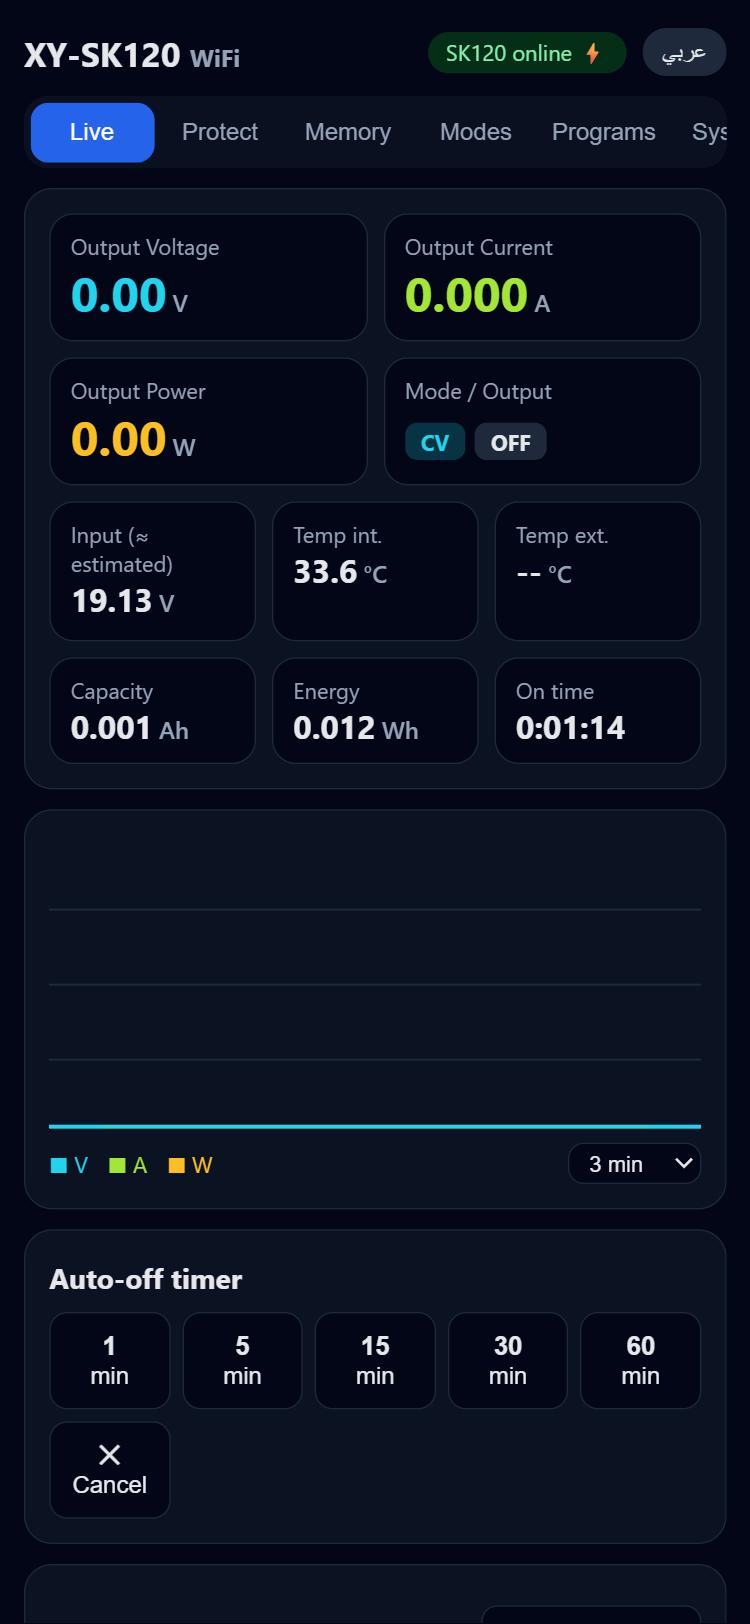 XY-SK120 WiFi
SK120 online
عربي
Live Protect Memory Modes Programs Sys
Output Voltage
0.00 V
Output Current
0.000 A
Output Power
0.00 W
Mode / Output
CV OFF
Input (≈
estimated)
19.13 V
Temp int.
33.6 °C
Temp ext.
-- °C
Capacity
0.001 Ah
Energy
0.012 Wh
On time
0:01:14
V A W
3 min
Auto-off timer
1
min
5
min
15
min
30
min
60
min
Cancel